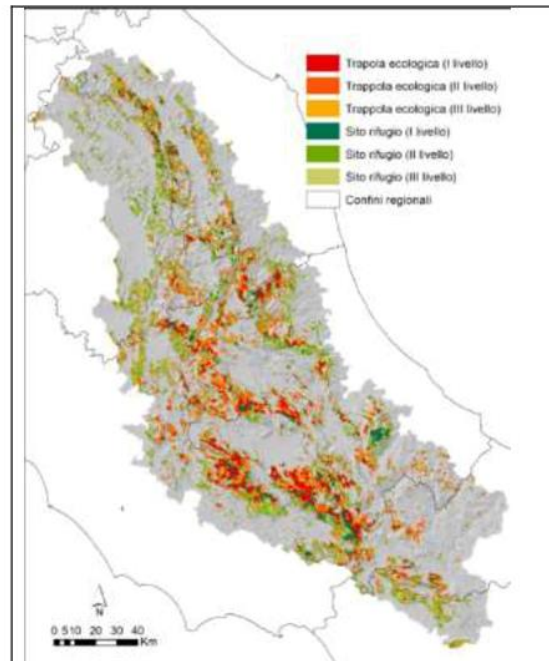 Trapola ecologica (I livello)
Trappola ecologica (II livello)
Trappola ecologica (III livello)
Sito rifugio (I livello)
Sito rifugio (II livello)
Sito rifugio (III livello)
Confini regionali
N
0 5 10 20 30 40
Km